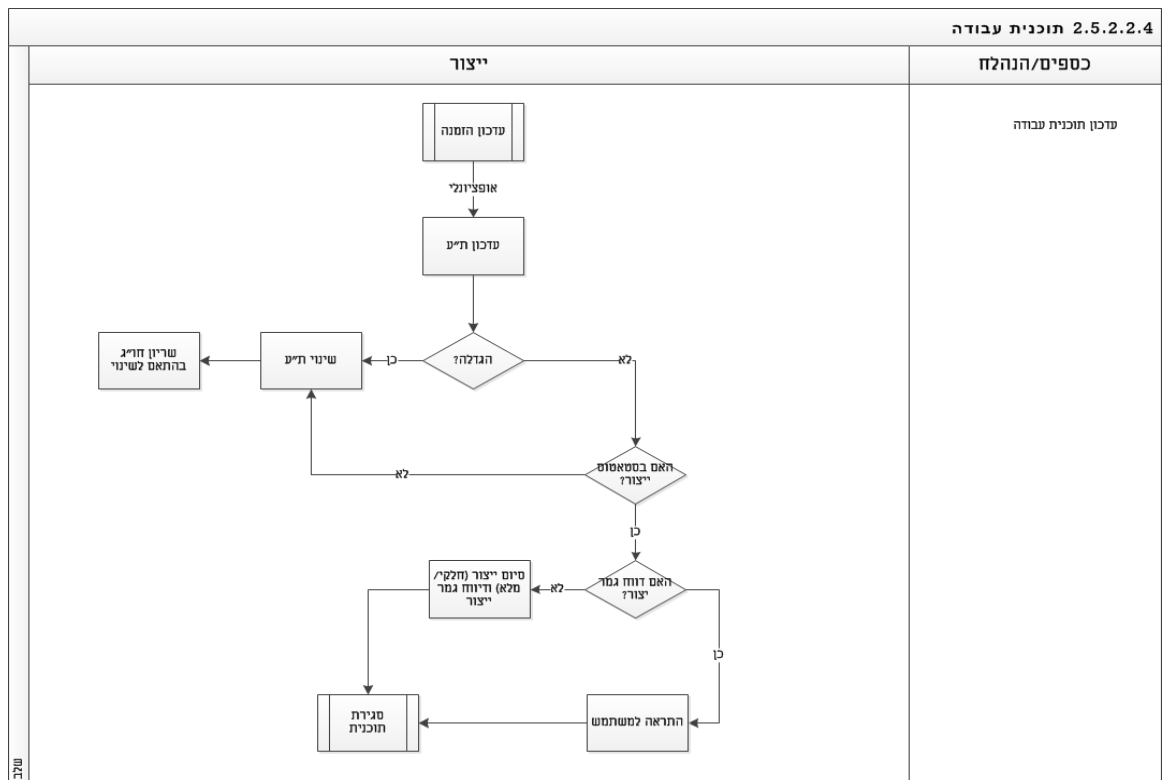 2.5.2.2.4 תוכנית עבודה
כספים/הנהלח
ייצור
עדכון תוכנית עבודה
עדכון הזמנה
אופציונלי
עדכון ת״ע
הגדלה?
כן
לא
שינוי ת״ע
שריון חו״ג
בהתאם לשינוי
האם בסטאטוס
ייצור?
לא
כן
האם דווח גמר
יצור?
לא
סיום ייצור (חלקי/
מלא) ודיווח גמר
ייצור
כן
התראה למשתמש
סגירת
תוכנית
שלב